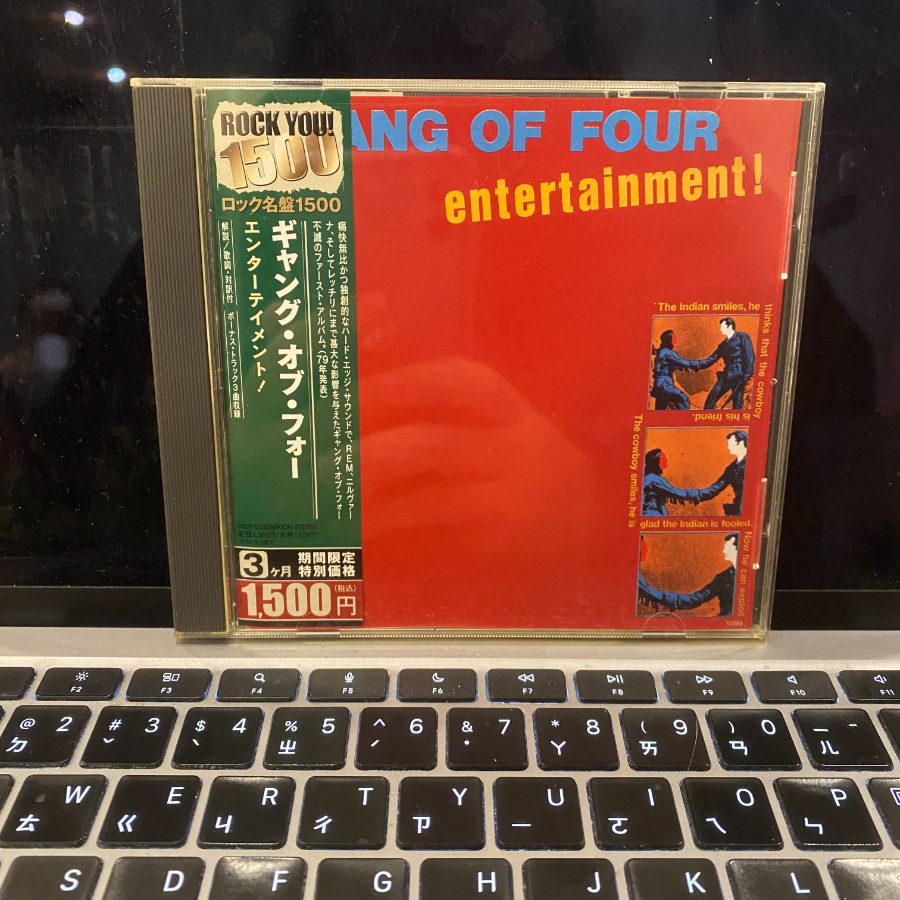 ROCK YOU!
1500
ロック名盤1500
ANG OF FOUR
entertainment!
痛快無比かつ独創的なハード・エッジ・サウンドで、REM、ニルヴァー
ナ、そしてレッチリにまで甚大な影響を与えたギャング・オブ・フォー
不滅のファースト・アルバム。（79年発表）
ギャング・オブ・フォー
エンターテイメント！
解説／歌詞・対訳付 ボーナス・トラック3曲収録
3ヶ月 期間限定
特別価格
1,500円
(税込)
The Indian smiles, he
thinks that the cowboy
is his friend.
The cowboy smiles, he is
glad the Indian is fooled.
Now he can exploit
F2 F3 F4 F5 F6 F7 F8 F9 F10 F11
@ 2 # 3 $ 4 % 5 ^ 6 & 7 * 8 ( 9 ) 0
ㄉ ˇ ˋ ㄓ ˊ ˙ ㄚ ㄞ ㄢ ㄦ
W E R T Y U I O P
ㄊ ㄍ ㄐ ㄔ ㄗ ㄧ ㄛ ㄟ ㄣ
S D F G H J K L